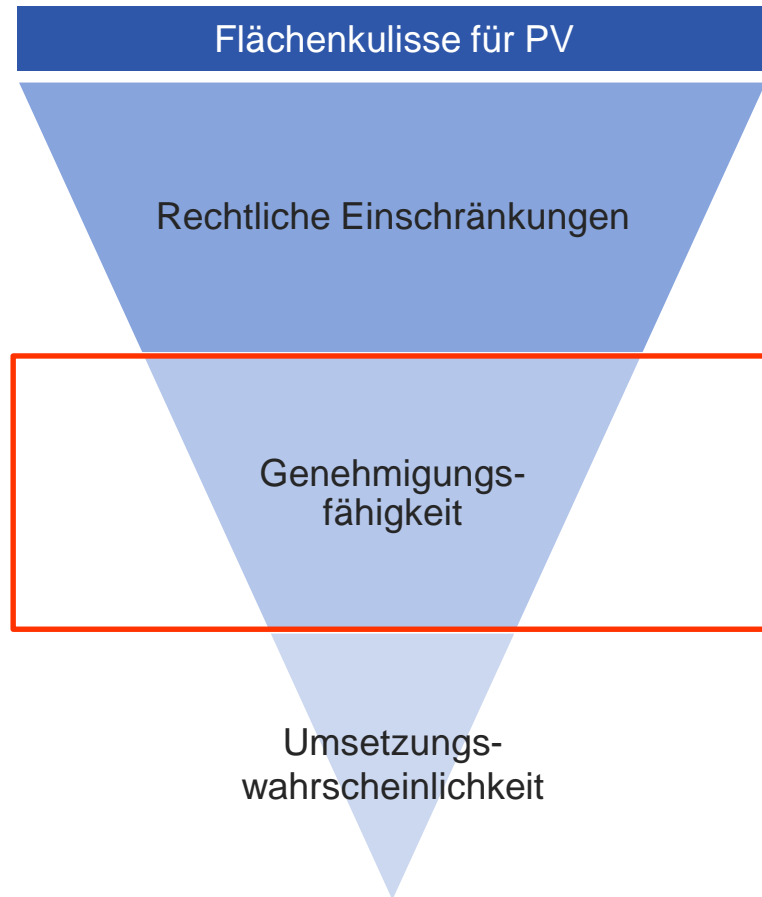 Flächenkulisse für PV
Rechtliche Einschränkungen
Genehmigungs-
fähigkeit
Umsetzungs-
wahrscheinlichkeit